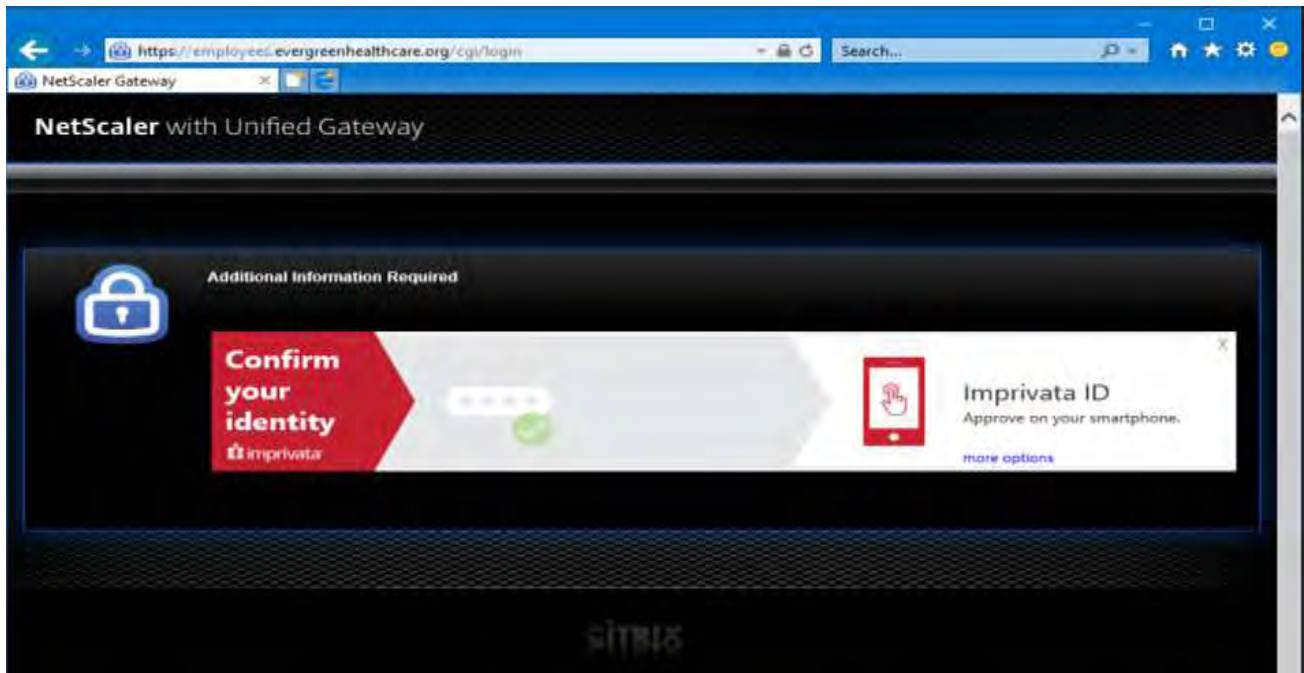 https://employees.evergreenhealthcare.org/cgi/login
Search...
NetScaler Gateway
NetScaler with Unified Gateway
Additional Information Required
Confirm
your
identity
imprivata
X
Imprivata ID
Approve on your smartphone.
more options
CITRIX